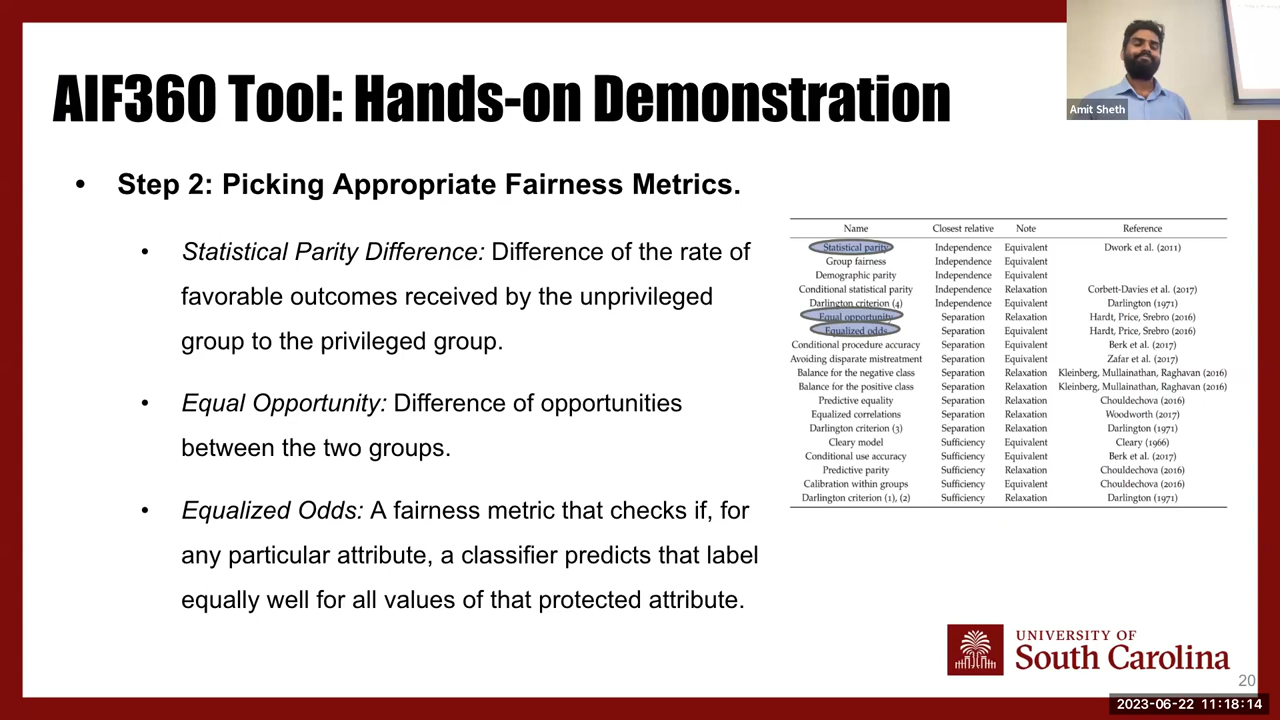 AIF360 Tool: Hands-on Demonstration
Amit Sheth
• Step 2: Picking Appropriate Fairness Metrics.
• Statistical Parity Difference: Difference of the rate of
favorable outcomes received by the unprivileged
group to the privileged group.
• Equal Opportunity: Difference of opportunities
between the two groups.
• Equalized Odds: A fairness metric that checks if, for
any particular attribute, a classifier predicts that label
equally well for all values of that protected attribute.
Name Closest relative Note Reference
Statistical parity Independence Equivalent Dwork et al. (2011)
Group fairness Independence Equivalent
Demographic parity Independence Equivalent
Conditional statistical parity Independence Relaxation Corbett-Davies et al. (2017)
Darlington criterion (4) Independence Equivalent Darlington (1971)
Equal opportunity Separation Relaxation Hardt, Price, Srebro (2016)
Equalized odds Separation Equivalent Hardt, Price, Srebro (2016)
Conditional procedure accuracy Separation Equivalent Berk et al. (2017)
Avoiding disparate mistreatment Separation Equivalent Zafar et al. (2017)
Balance for the negative class Separation Relaxation Kleinberg, Mullainathan, Raghavan (2016)
Balance for the positive class Separation Relaxation Kleinberg, Mullainathan, Raghavan (2016)
Predictive equality Separation Relaxation Chouldechova (2016)
Equalized correlations Separation Relaxation Woodworth (2017)
Darlington criterion (3) Separation Relaxation Darlington (1971)
Cleary model Sufficiency Equivalent Cleary (1966)
Conditional use accuracy Sufficiency Equivalent Berk et al. (2017)
Predictive parity Sufficiency Relaxation Chouldechova (2016)
Calibration within groups Sufficiency Equivalent Chouldechova (2016)
Darlington criterion (1), (2) Sufficiency Relaxation Darlington (1971)
UNIVERSITY OF
South Carolina
20
2023-06-22 11:18:14